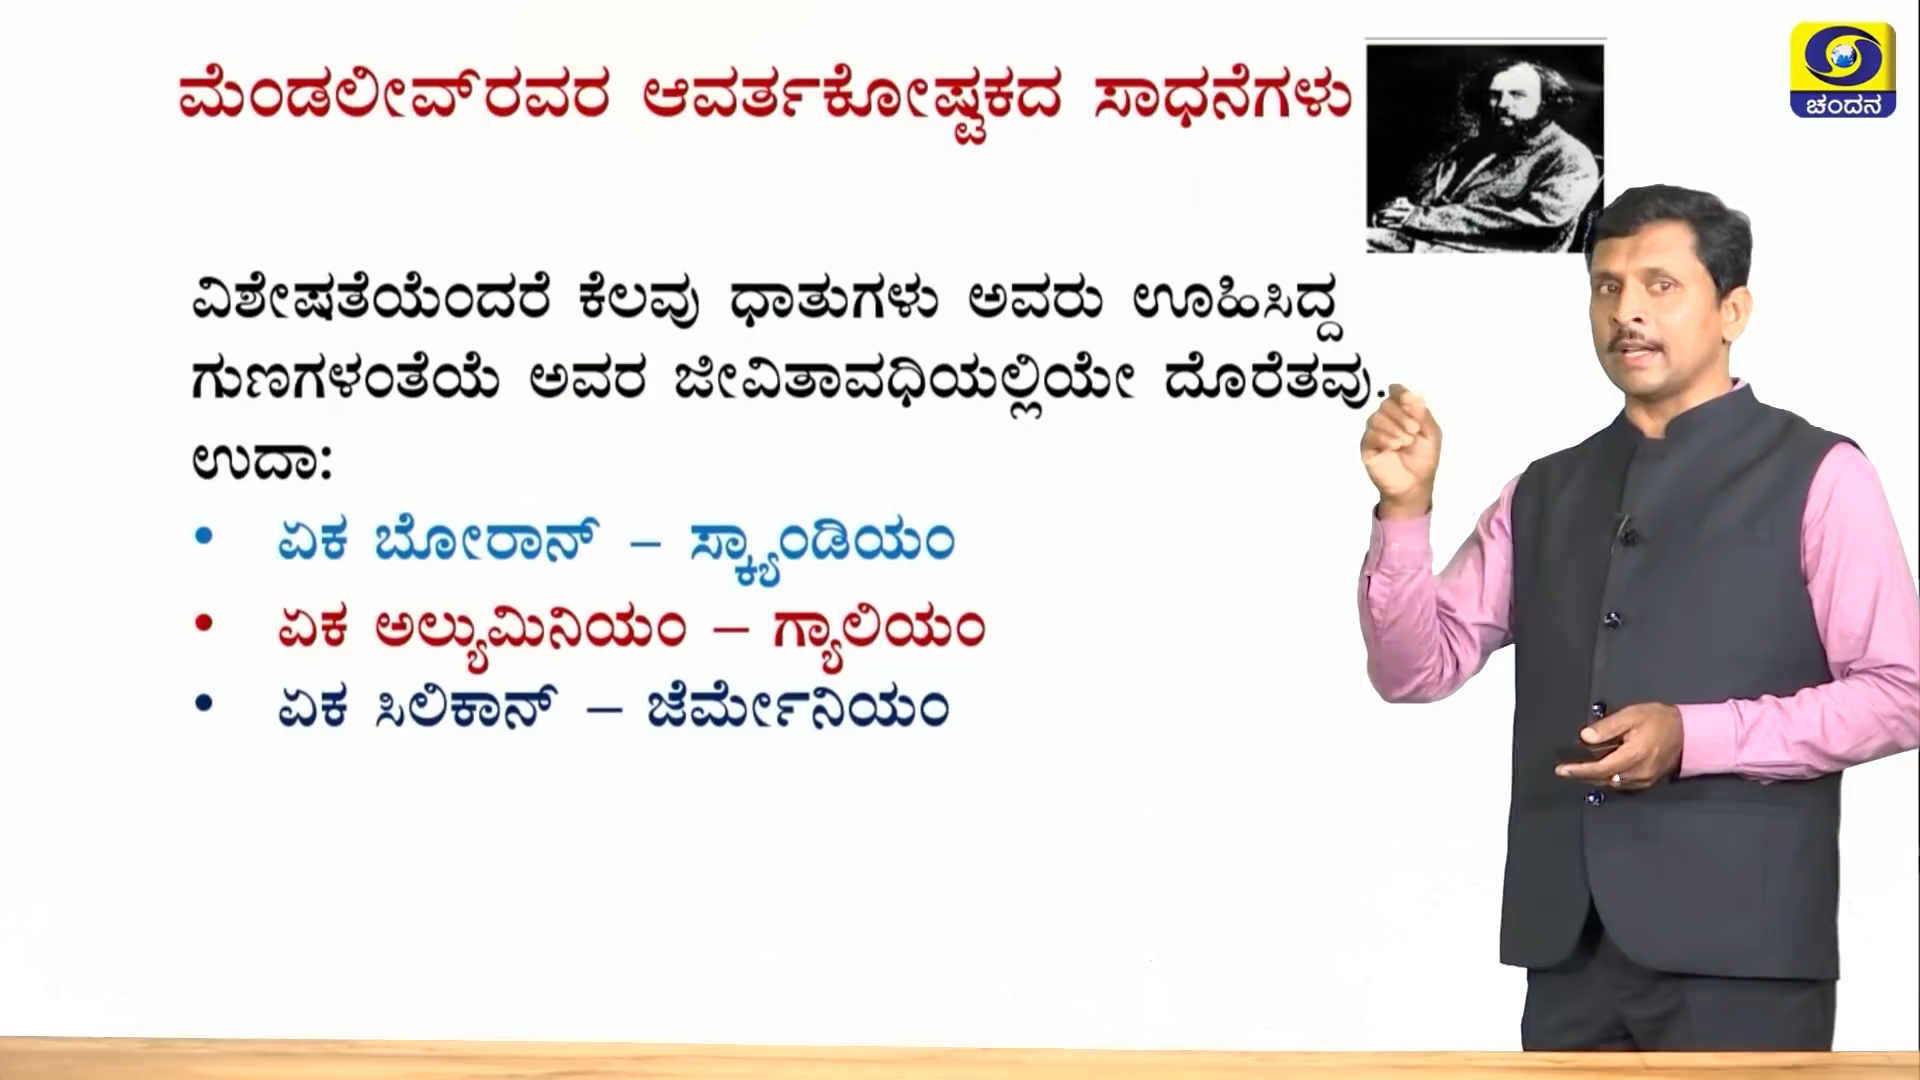 ಮೆಂಡಲೀವ್‌ರವರ ಆವರ್ತಕೋಷ್ಟಕದ ಸಾಧನೆಗಳು
ಚಂದನ
ವಿಶೇಷತೆಯೆಂದರೆ ಕೆಲವು ಧಾತುಗಳು ಅವರು ಊಹಿಸಿದ್ದ
ಗುಣಗಳಂತೆಯೆ ಅವರ ಜೀವಿತಾವಧಿಯಲ್ಲಿಯೇ ದೊರೆತವು.
ಉದಾ:
• ಏಕ ಬೋರಾನ್ – ಸ್ಕ್ಯಾಂಡಿಯಂ
• ಏಕ ಅಲ್ಯುಮಿನಿಯಂ – ಗ್ಯಾಲಿಯಂ
• ಏಕ ಸಿಲಿಕಾನ್ – ಜೆರ್ಮೇನಿಯಂ